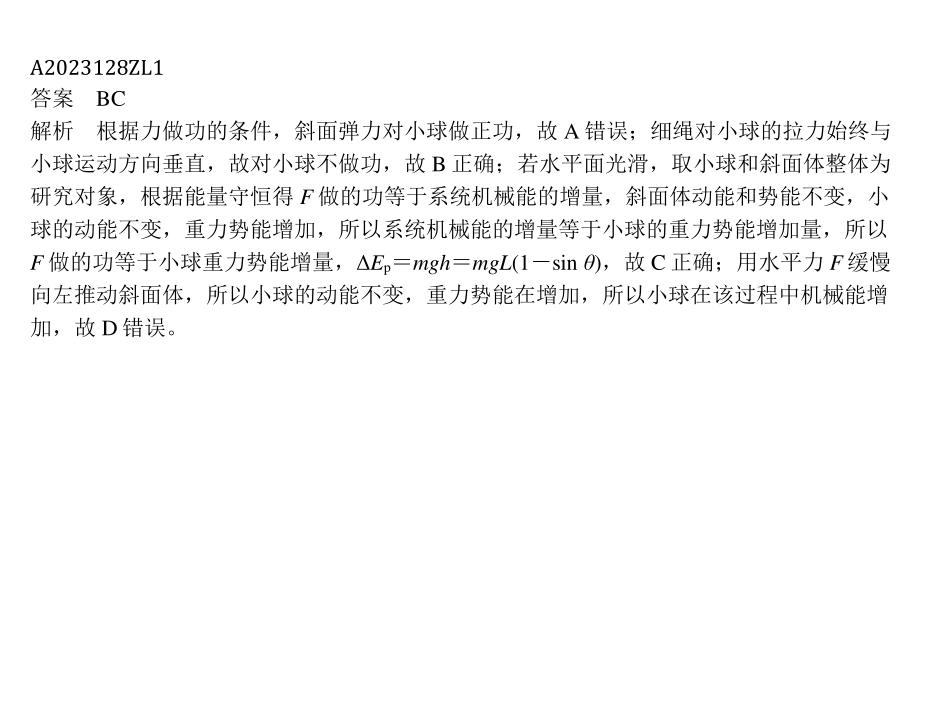 A2023128ZL1
答案　BC
解析　根据力做功的条件，斜面弹力对小球做正功，故 A 错误；细绳对小球的拉力始终与
小球运动方向垂直，故对小球不做功，故 B 正确；若水平面光滑，取小球和斜面体整体为
研究对象，根据能量守恒得 F 做的功等于系统机械能的增量，斜面体动能和势能不变，小
球的动能不变，重力势能增加，所以系统机械能的增量等于小球的重力势能增加量，所以
F 做的功等于小球重力势能增量，ΔEₚ＝mgh＝mgL(1－sin θ)，故 C 正确；用水平力 F 缓慢
向左推动斜面体，所以小球的动能不变，重力势能在增加，所以小球在该过程中机械能增
加，故 D 错误。